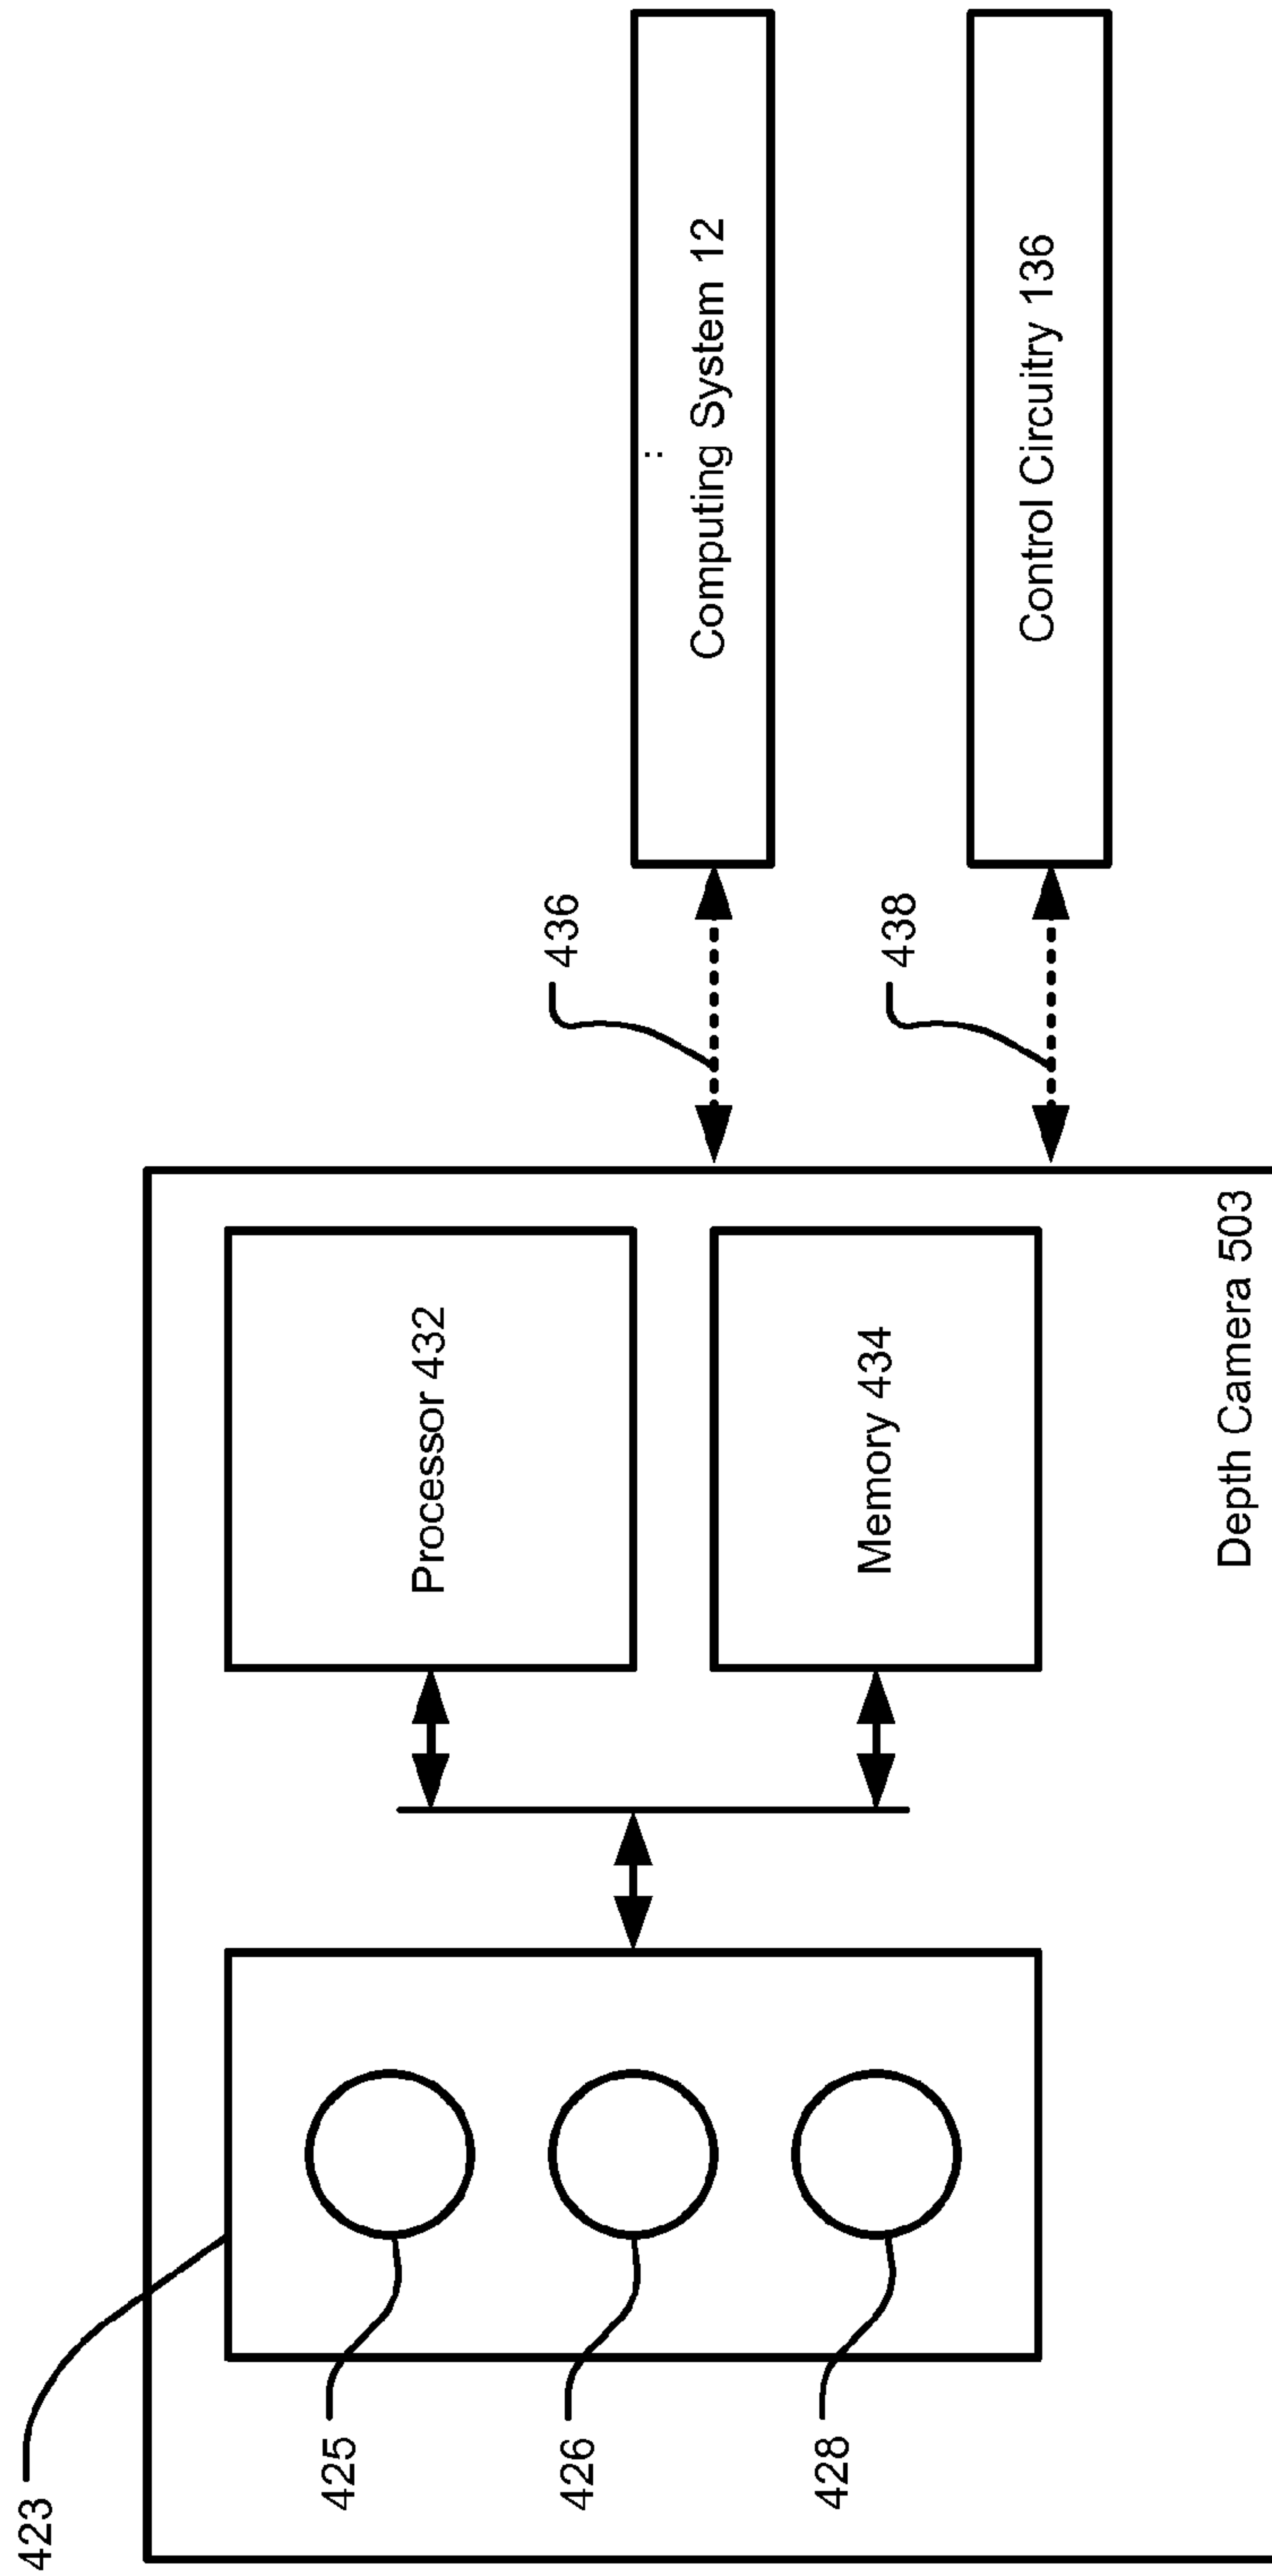 423
425
426
428
Processor 432
Memory 434
Depth Camera 503
436
438
Computing System 12
Control Circuitry 136